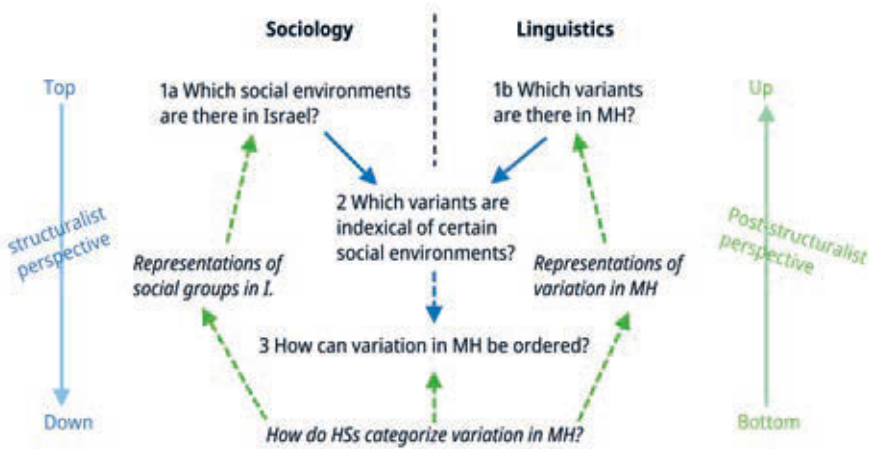 Sociology
Linguistics
Top
Up
1a Which social environments
are there in Israel?
1b Which variants
are there in MH?
2 Which variants are
indexical of certain
social environments?
structuralist
perspective
Post-structuralist
perspective
Representations of
social groups in I.
Representations of
variation in MH
3 How can variation in MH be ordered?
Down
Bottom
How do HSs categorize variation in MH?